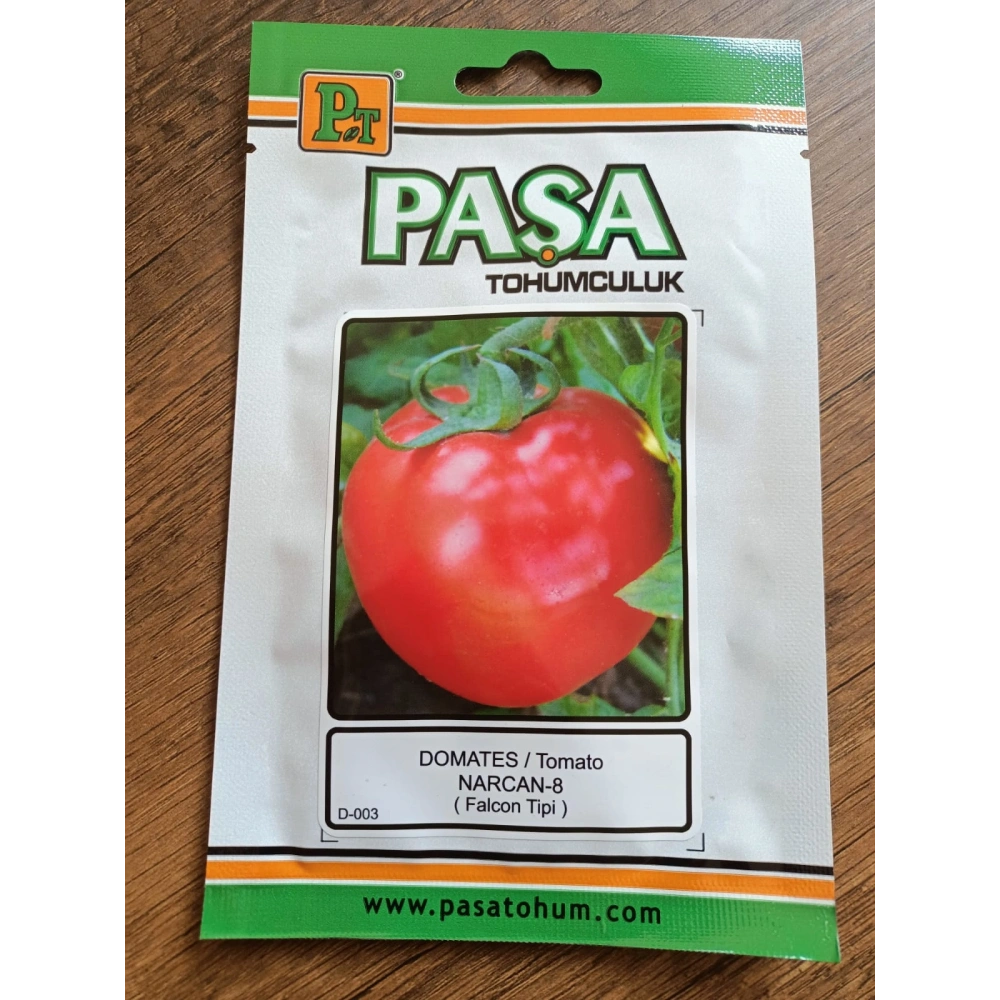 PT®
PAŞA
TOHUMCULUK
DOMATES / Tomato
NARCAN-8
( Falcon Tipi )
D-003
www.pasatohum.com